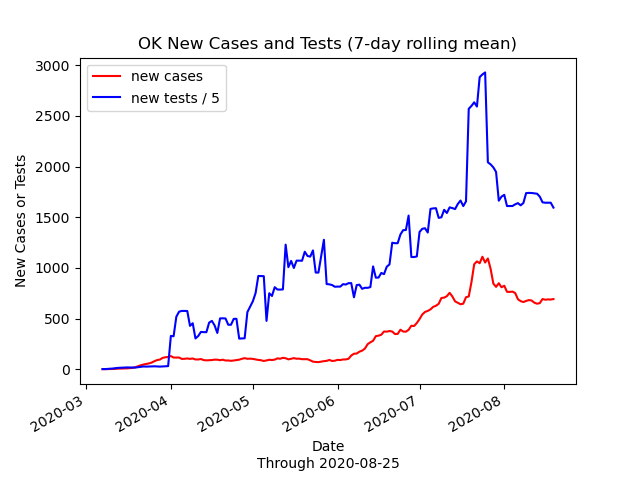 OK New Cases and Tests (7-day rolling mean)
new cases
new tests / 5
New Cases or Tests
3000
2500
2000
1500
1000
500
0
2020-03
2020-04
2020-05
2020-06
2020-07
2020-08
Date
Through 2020-08-25